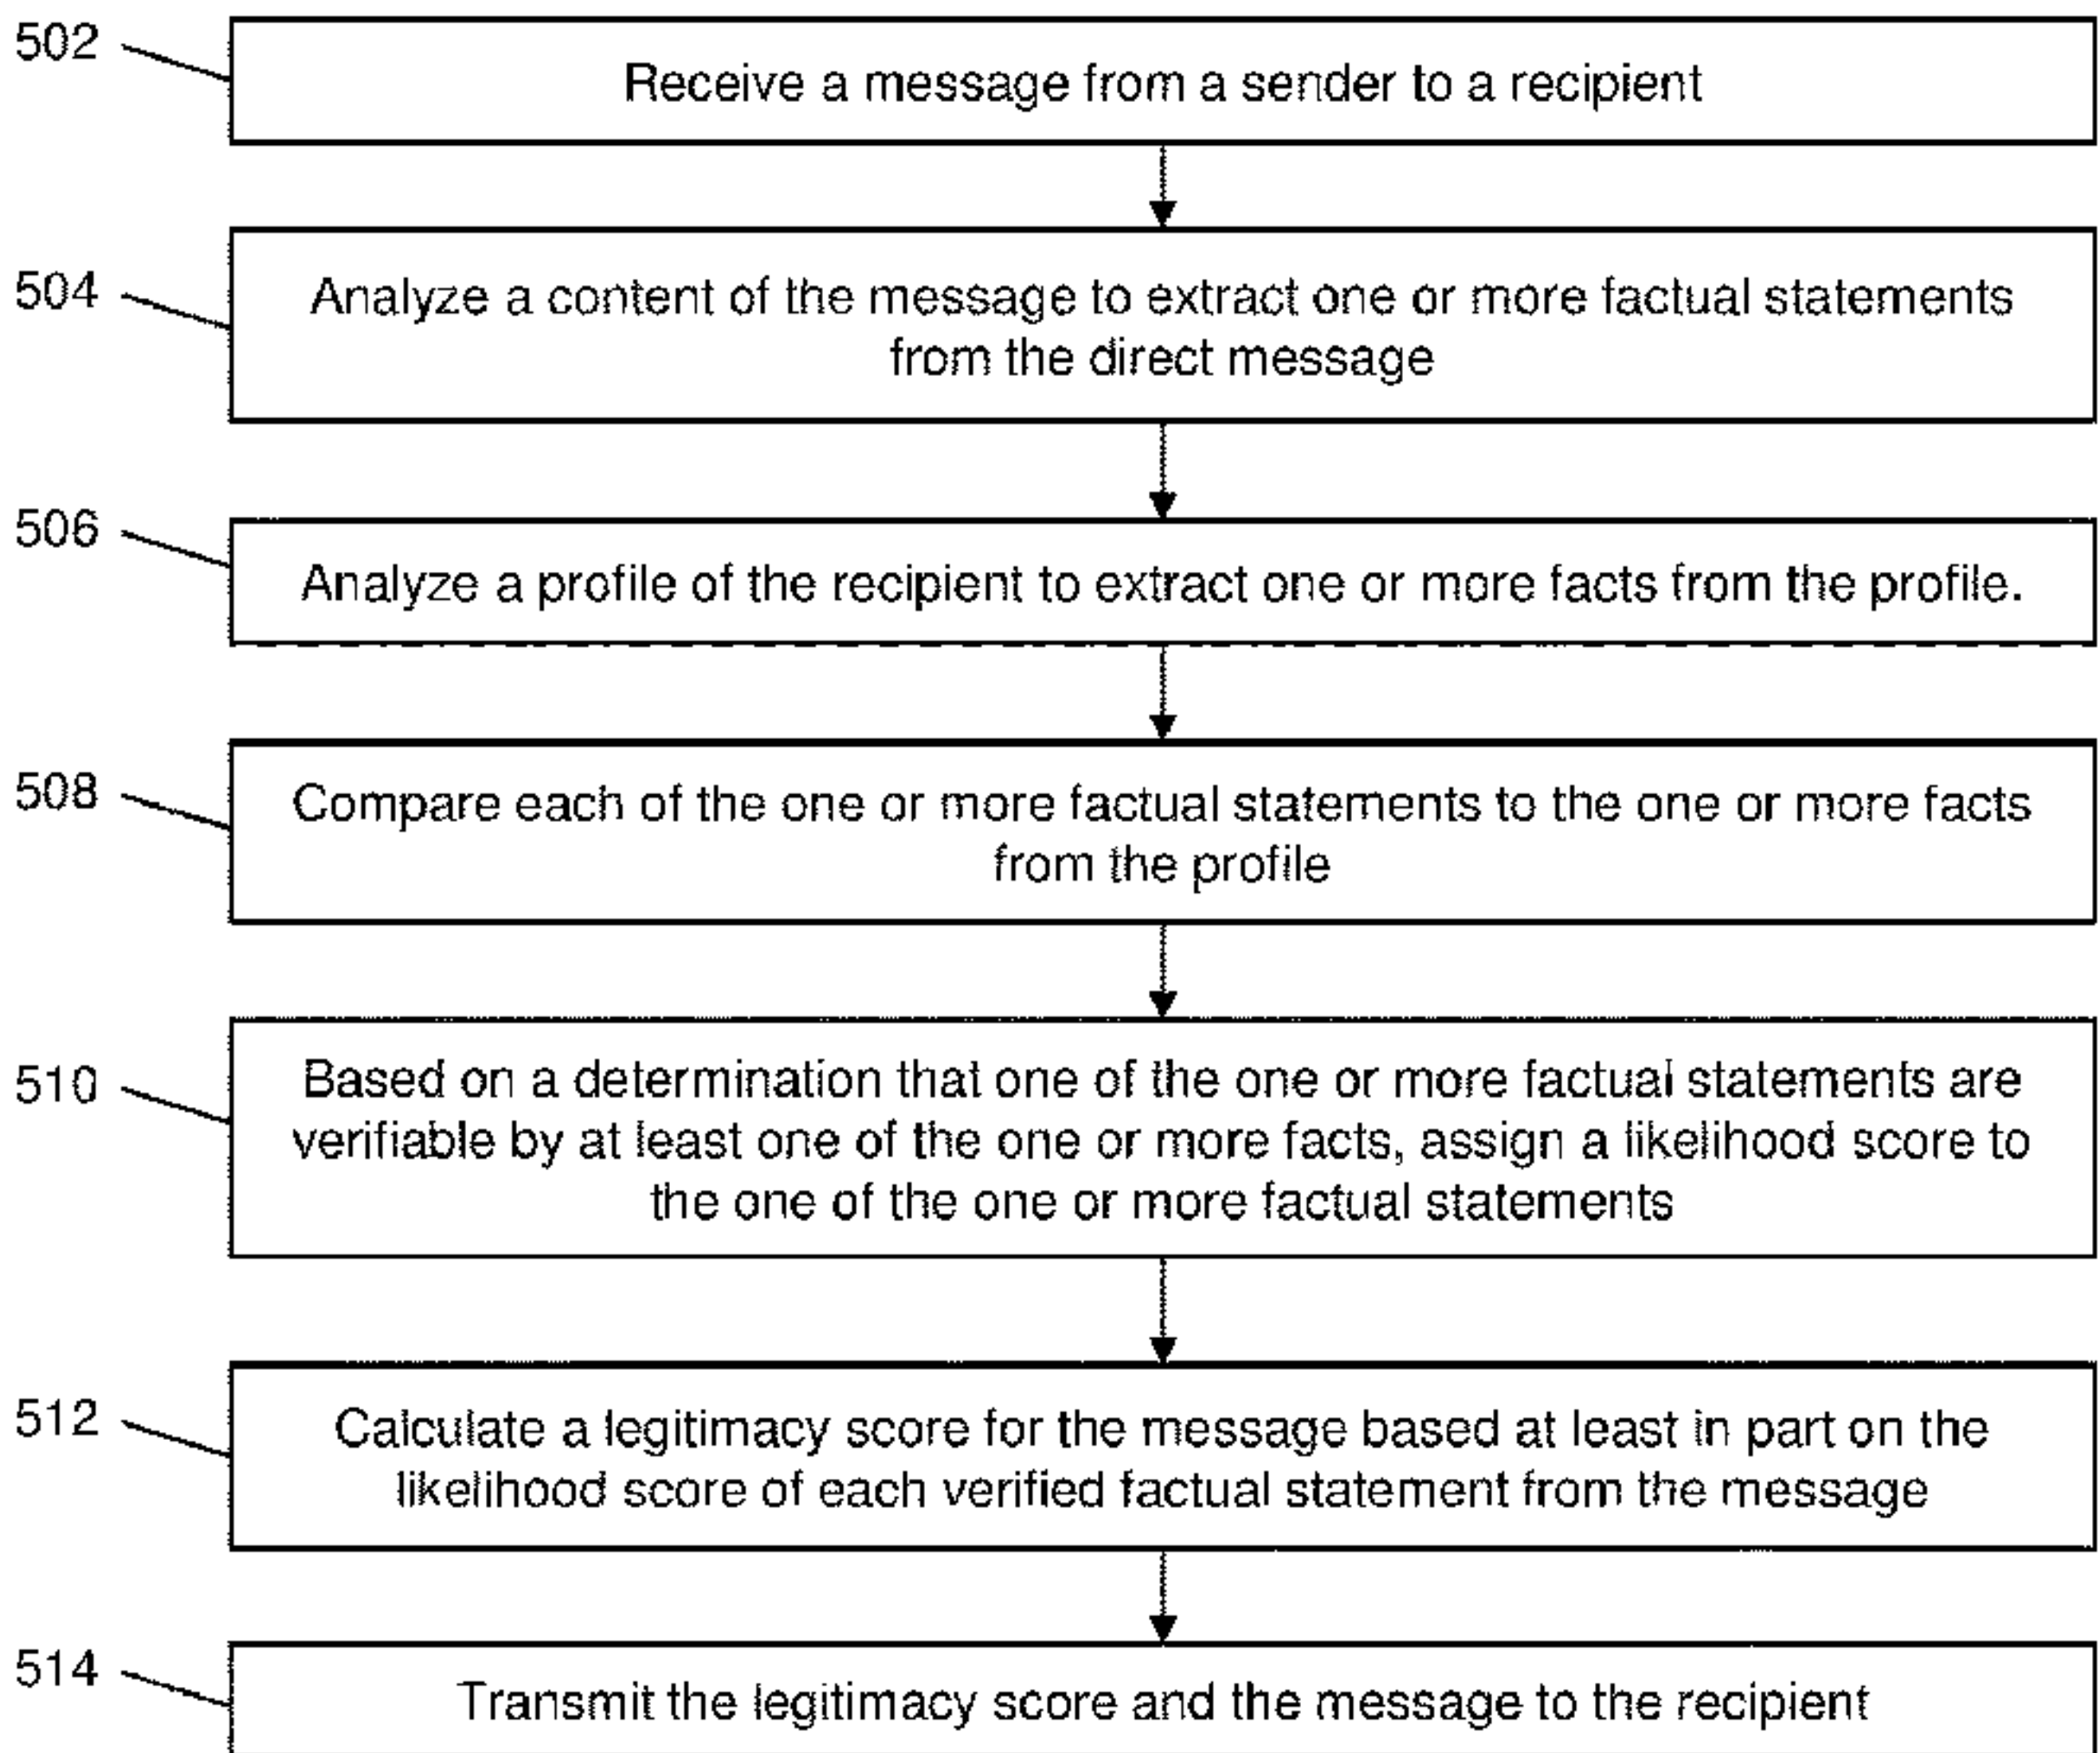 502
Receive a message from a sender to a recipient
504
Analyze a content of the message to extract one or more factual statements
from the direct message
506
Analyze a profile of the recipient to extract one or more facts from the profile.
508
Compare each of the one or more factual statements to the one or more facts
from the profile
510
Based on a determination that one of the one or more factual statements are
verifiable by at least one of the one or more facts, assign a likelihood score to
the one of the one or more factual statements
512
Calculate a legitimacy score for the message based at least in part on the
likelihood score of each verified factual statement from the message
514
Transmit the legitimacy score and the message to the recipient